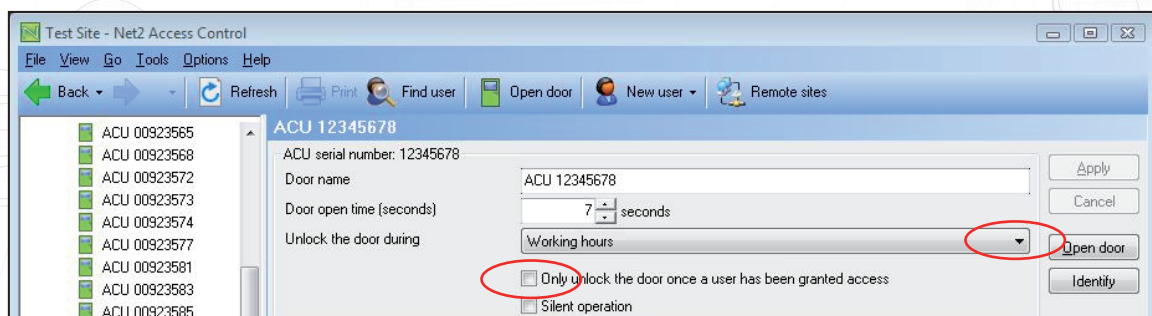 Test Site - Net2 Access Control
File View Go Tools Options Help
Back Refresh Print Find user Open door New user Remote sites
ACU 00923565
ACU 00923568
ACU 00923572
ACU 00923573
ACU 00923574
ACU 00923577
ACU 00923581
ACU 00923583
ACU 00923585
ACU 12345678
ACU serial number: 12345678
Door name ACU 12345678
Door open time (seconds) 7 seconds
Unlock the door during Working hours
Only unlock the door once a user has been granted access
Silent operation
Apply
Cancel
Open door
Identify